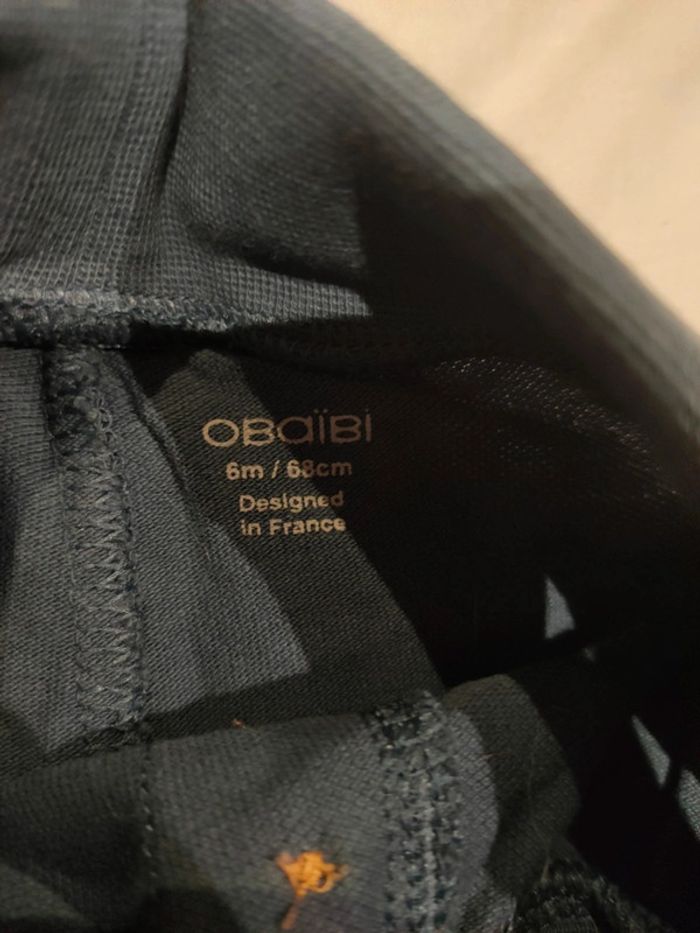 OBaïBi
6m / 68cm
Designed
in France